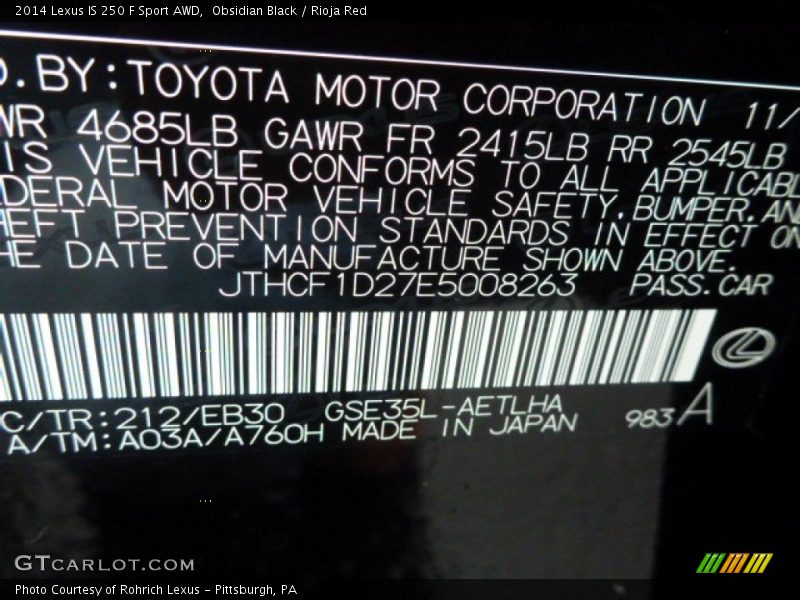 2014 Lexus IS 250 F Sport AWD,  Obsidian Black / Rioja Red
.BY:TOYOTA MOTOR CORPORATION 11/
WR 4685LB GAWR FR 2415LB RR 2545LB
IS VEHICLE CONFORMS TO ALL APPLICABL
DERAL MOTOR VEHICLE SAFETY,BUMPER,AN
HEFT PREVENTION STANDARDS IN EFFECT ON
HE DATE OF MANUFACTURE SHOWN ABOVE.
JTHCF1D27E5008263 PASS.CAR
C/TR:212/EB30 GSE35L-AETLHA
A/TM:A03A/A760H MADE IN JAPAN 983A
GTCARLOT.COM
Photo Courtesy of Rohrich Lexus - Pittsburgh, PA